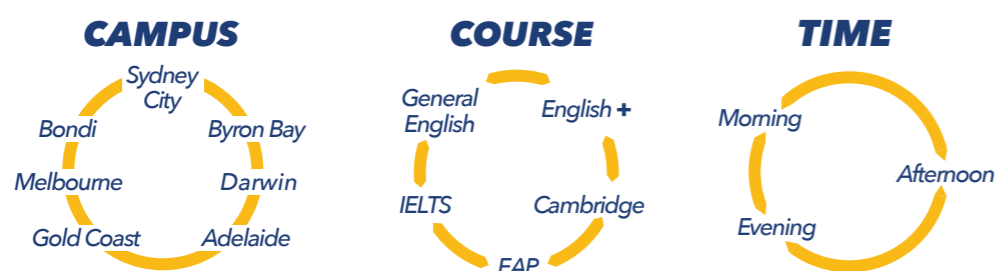 CAMPUS
Sydney
City
Bondi
Byron Bay
Melbourne
Darwin
Gold Coast
Adelaide
COURSE
General
English
English +
IELTS
Cambridge
EAP
TIME
Morning
Afternoon
Evening